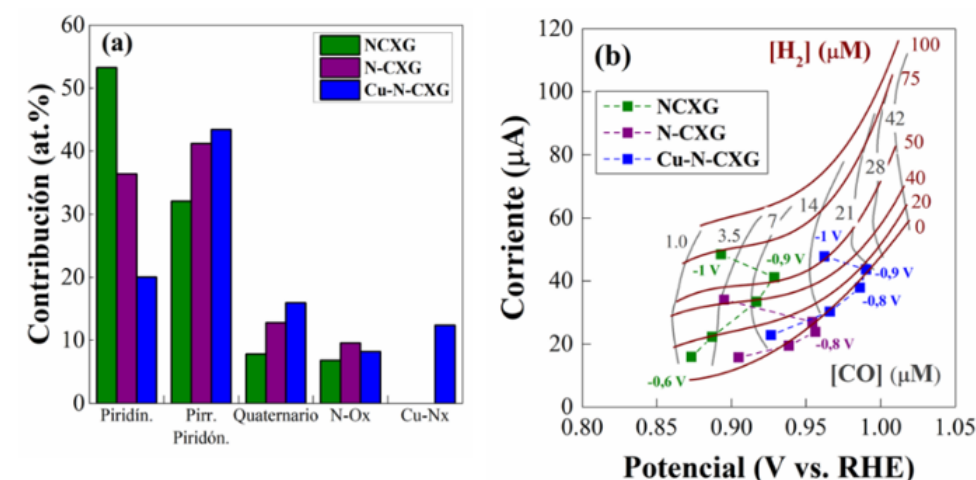 (a)
NCXG
N-CXG
Cu-N-CXG
Contribución (at.%)
60
50
40
30
20
10
0
Piridín.
Pirr.
Piridón.
Quaternario
N-Ox
Cu-Nx
(b)
[H₂] (μM)
NCXG
N-CXG
Cu-N-CXG
Corriente (μA)
120
100
80
60
40
20
0
100
75
50
40
20
0
42
28
21
14
7
3.5
1.0
-1 V
-0,9 V
-1 V
-0,9 V
-0,8 V
-0,8 V
-0,6 V
[CO] (μM)
0.80
0.85
0.90
0.95
1.00
1.05
Potencial (V vs. RHE)